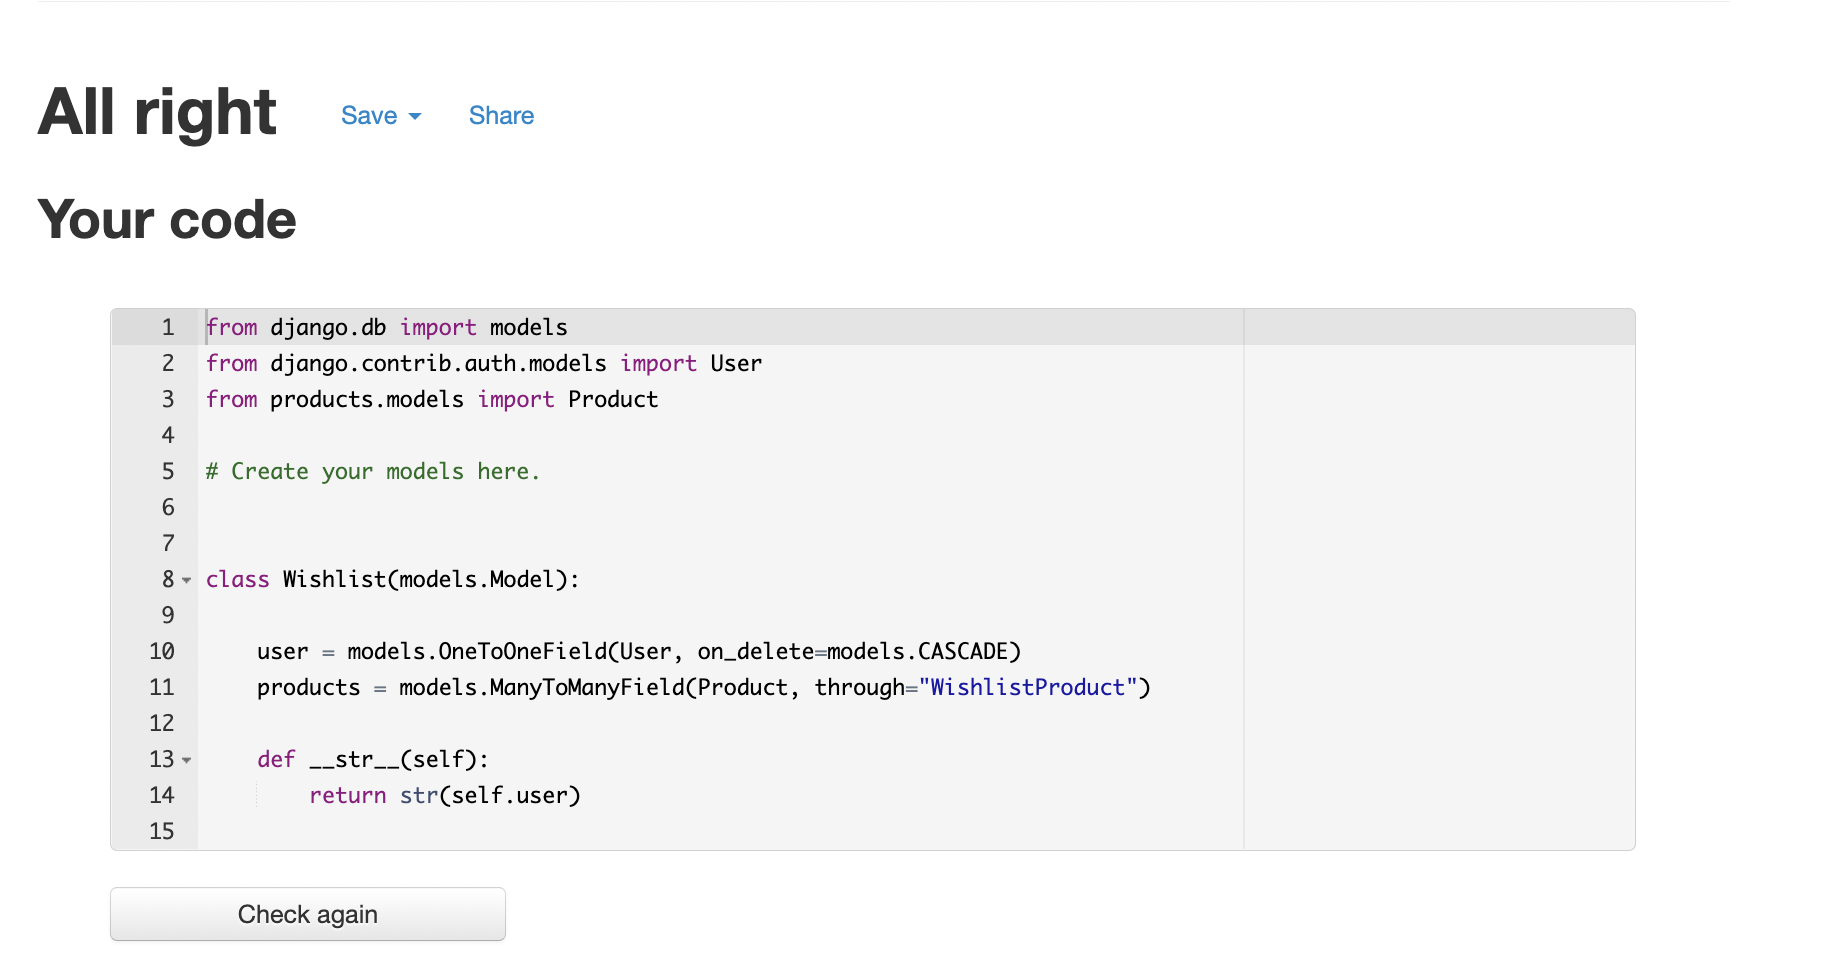 All right Save Share
Your code
1 from django.db import models
2 from django.contrib.auth.models import User
3 from products.models import Product
4
5 # Create your models here.
6
7
8 class Wishlist(models.Model):
9
10     user = models.OneToOneField(User, on_delete=models.CASCADE)
11     products = models.ManyToManyField(Product, through="WishlistProduct")
12
13     def __str__(self):
14         return str(self.user)
15
Check again